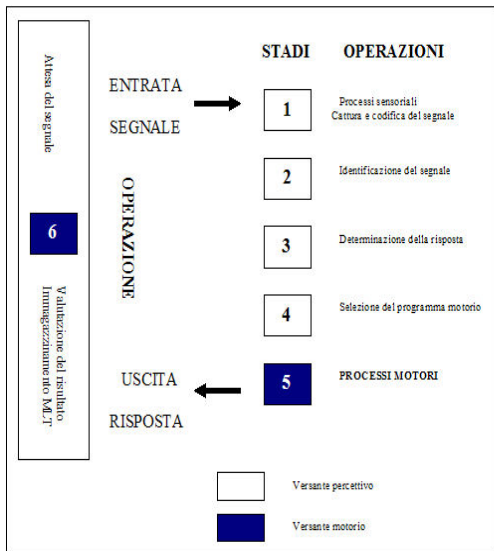 Attesa del segnale
6
Valutazione del risultato
Immagazzinamento MLT
ENTRATA
SEGNALE
OPERAZIONE
USCITA
RISPOSTA
STADI OPERAZIONI
1 Processi sensoriali
Cattura e codifica del segnale
2 Identificazione del segnale
3 Determinazione della risposta
4 Selezione del programma motorio
5 PROCESSI MOTORI
Versante percettivo
Versante motorio